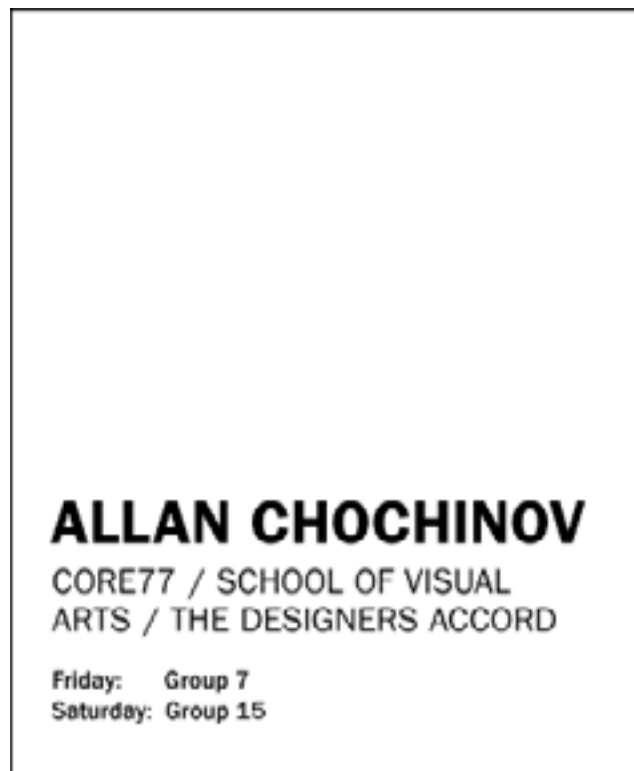 ALLAN CHOCHINOV
CORE77 / SCHOOL OF VISUAL
ARTS / THE DESIGNERS ACCORD
Friday: Group 7
Saturday: Group 15